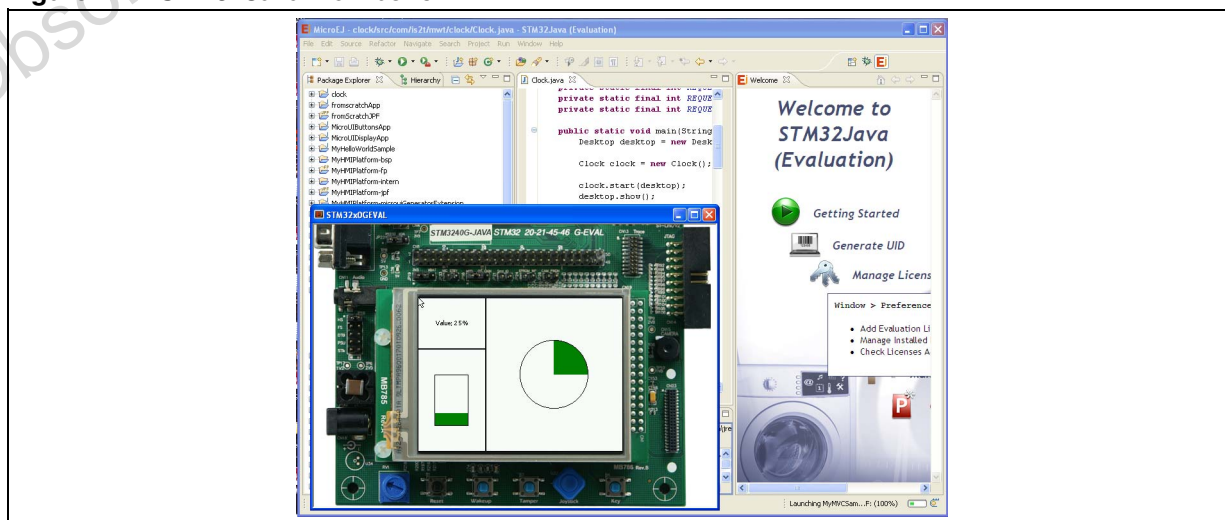 MicroEJ - clock/src/com/is2t/mwt/clock/Clock.java - STM32Java (Evaluation)
File Edit Source Refactor Navigate Search Project Run Window Help
Package Explorer
Hierarchy
Clock.java
Welcome
clock
fromscratchApp
fromScratchJPF
MicroUIButtonsApp
MicroUIDisplayApp
MyHelloWorldSample
MyHMIPlatform-bsp
MyHMIPlatform-fp
MyHMIPlatform-intern
MyHMIPlatform-jpf
private static final int REQUE
private static final int REQUE
public static void main(String
Desktop desktop = new Desk
Clock clock = new Clock();
clock.start(desktop);
desktop.show();
Welcome to
STM32Java
(Evaluation)
Getting Started
Generate UID
Manage Licens
Window > Preference
Add Evaluation Li
Manage Installed
Check Licenses A
STM32x0GEVAL
STM3240G-JAVA STM32 20-21-45-46 G-EVAL
Value: 25%
MB785
Reset
Wakeup
Tamper
Joystick
Key
Launching MyMVCSam...F: (100%)